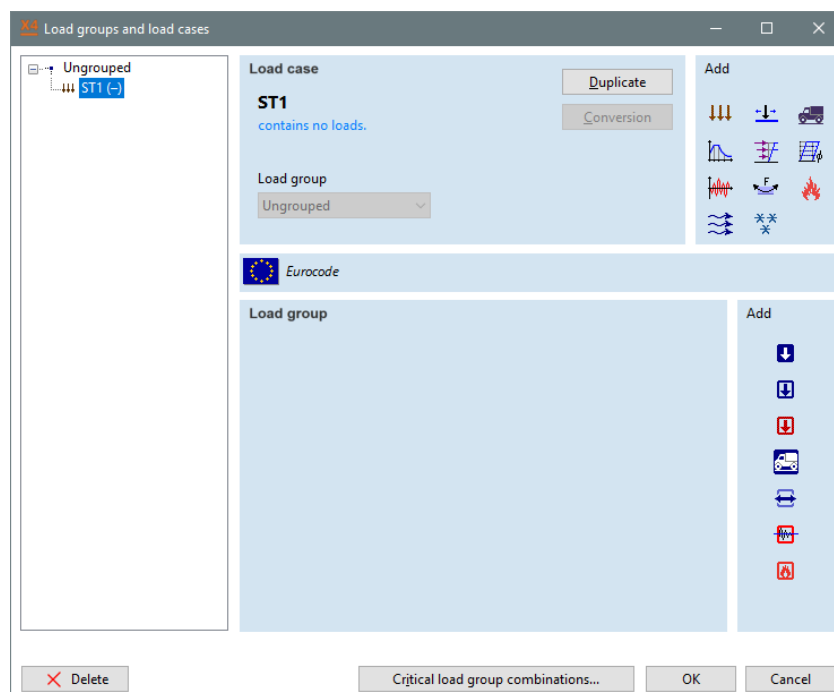 X4 Load groups and load cases
Ungrouped
ST1 (–)
Load case
Duplicate
ST1
contains no loads.
Conversion
Load group
Ungrouped
Add
F
Eurocode
Load group
Add
Delete
Critical load group combinations...
OK
Cancel